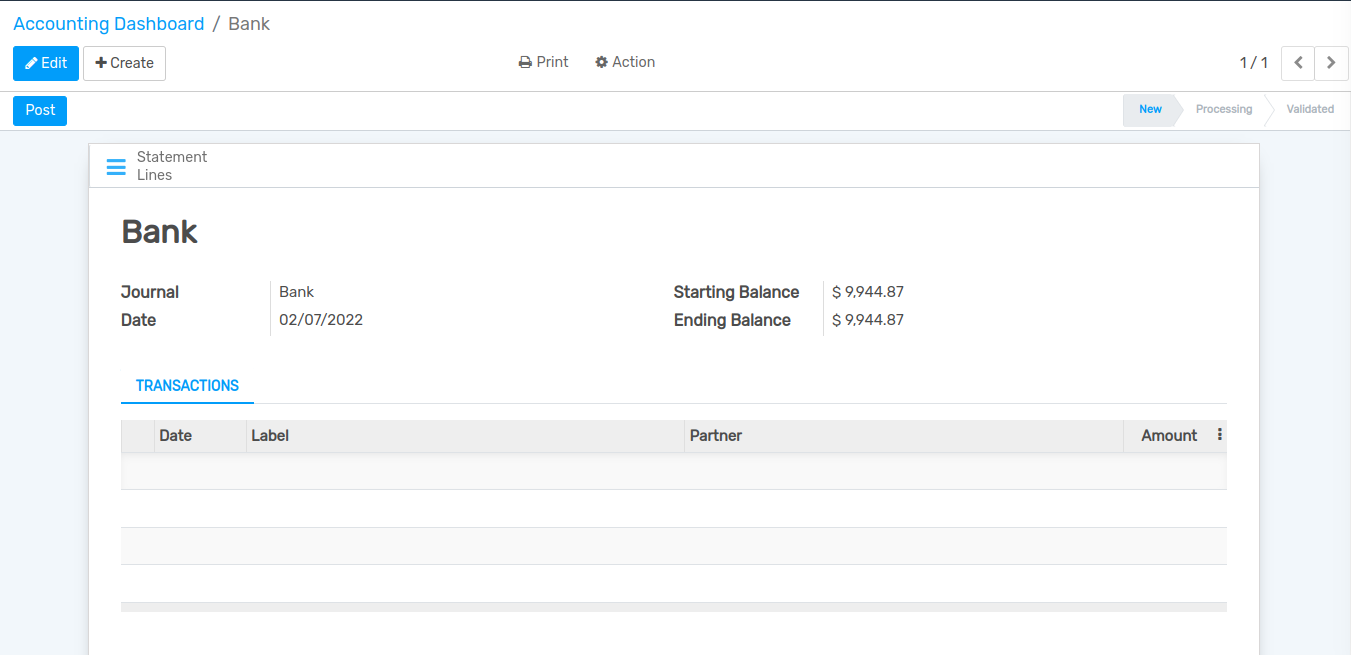 Accounting Dashboard / Bank
Edit Create Print Action 1 / 1
Post New Processing Validated
Statement
Lines
Bank
Journal Bank Starting Balance $ 9,944.87
Date 02/07/2022 Ending Balance $ 9,944.87
TRANSACTIONS
Date Label Partner Amount